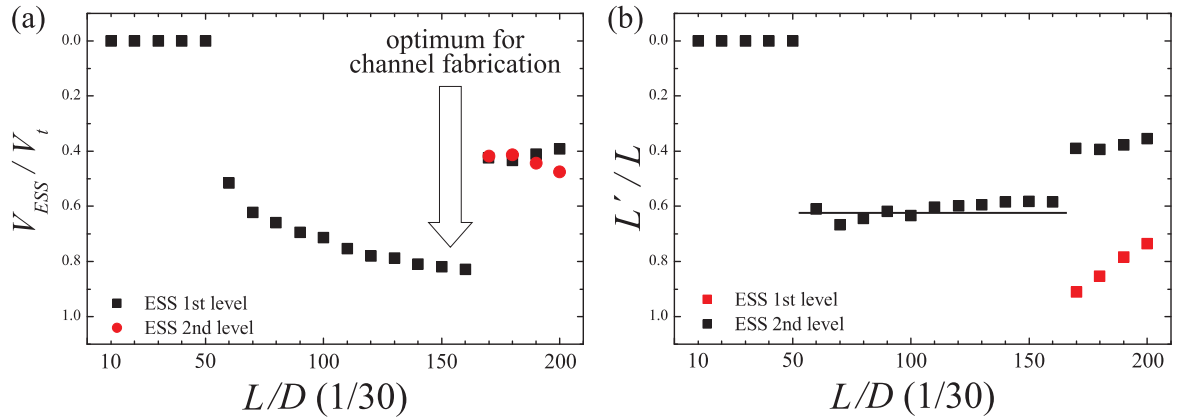 (a)
0.0
0.2
0.4
0.6
0.8
1.0
V_ESS / V_t
optimum for
channel fabrication
ESS 1st level
ESS 2nd level
10 50 100 150 200
L/D (1/30)
(b)
0.0
0.2
0.4
0.6
0.8
1.0
L´/ L
ESS 1st level
ESS 2nd level
10 50 100 150 200
L/D (1/30)